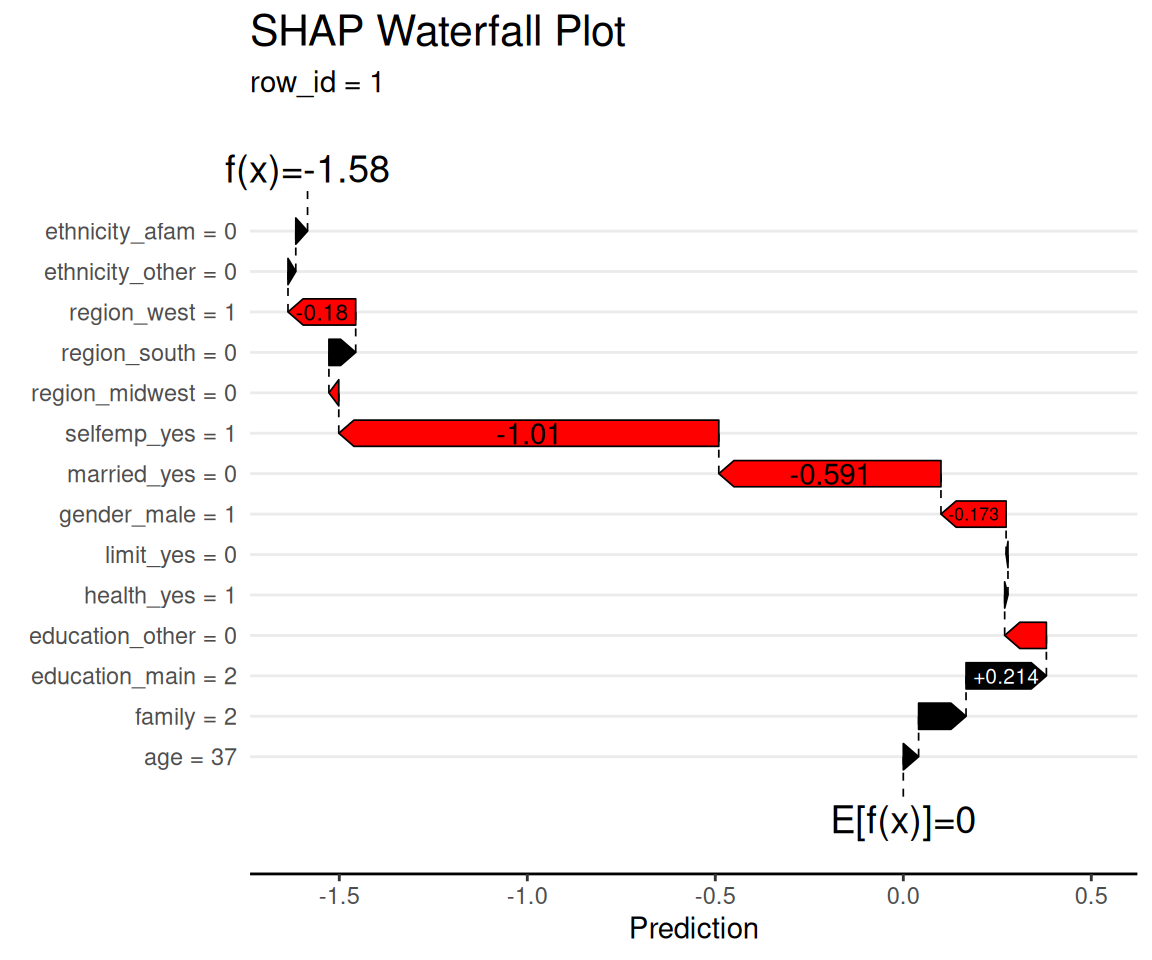 SHAP Waterfall Plot
row_id = 1
f(x)=-1.58
ethnicity_afam = 0
ethnicity_other = 0
region_west = 1
-0.18
region_south = 0
region_midwest = 0
selfemp_yes = 1
-1.01
married_yes = 0
-0.591
gender_male = 1
-0.173
limit_yes = 0
health_yes = 1
education_other = 0
education_main = 2
+0.214
family = 2
age = 37
E[f(x)]=0
-1.5 -1.0 -0.5 0.0 0.5
Prediction